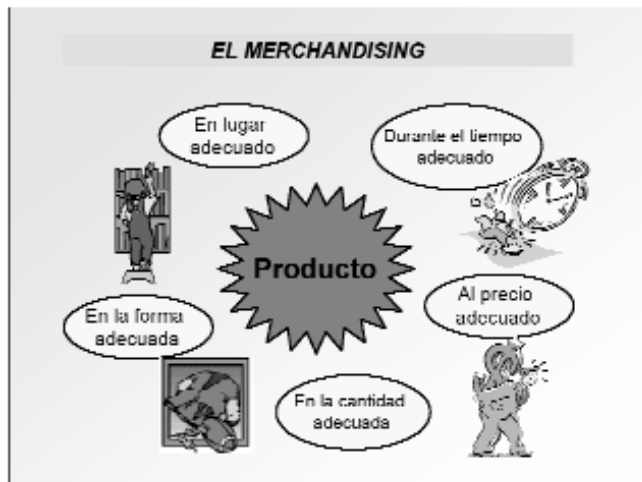 EL MERCHANDISING
En lugar
adecuado
Durante el tiempo
adecuado
Producto
Al precio
adecuado
En la forma
adecuada
En la cantidad
adecuada